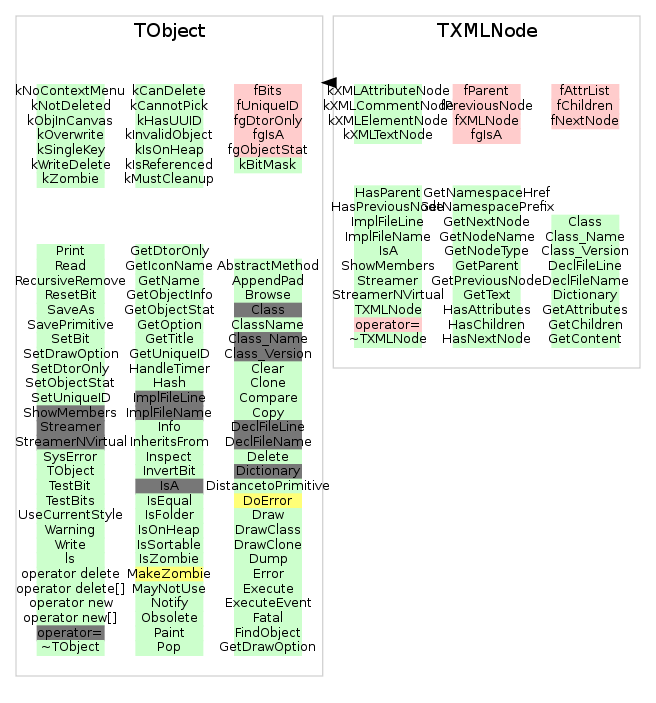 TObject
kNoContextMenu
kNotDeleted
kObjInCanvas
kOverwrite
kSingleKey
kWriteDelete
kZombie
kCanDelete
kCannotPick
kHasUUID
kInvalidObject
kIsOnHeap
kIsReferenced
kMustCleanup
fBits
fUniqueID
fgDtorOnly
fgIsA
fgObjectStat
kBitMask
Print
Read
RecursiveRemove
ResetBit
SaveAs
SavePrimitive
SetBit
SetDrawOption
SetDtorOnly
SetObjectStat
SetUniqueID
ShowMembers
Streamer
StreamerNVirtual
SysError
TObject
TestBit
TestBits
UseCurrentStyle
Warning
Write
ls
operator delete
operator delete[]
operator new
operator new[]
operator=
~TObject
GetDtorOnly
GetIconName
GetName
GetObjectInfo
GetObjectStat
GetOption
GetTitle
GetUniqueID
HandleTimer
Hash
ImplFileLine
ImplFileName
Info
InheritsFrom
Inspect
InvertBit
IsA
IsEqual
IsFolder
IsOnHeap
IsSortable
IsZombie
MakeZombie
MayNotUse
Notify
Obsolete
Paint
Pop
AbstractMethod
AppendPad
Browse
Class
ClassName
Class_Name
Class_Version
Clear
Clone
Compare
Copy
DeclFileLine
DeclFileName
Delete
Dictionary
DistancetoPrimitive
DoError
Draw
DrawClass
DrawClone
Dump
Error
Execute
ExecuteEvent
Fatal
FindObject
GetDrawOption
TXMLNode
kXMLAttributeNode
kXMLCommentNode
kXMLElementNode
kXMLTextNode
fParent
fPreviousNode
fXMLNode
fgIsA
fAttrList
fChildren
fNextNode
HasParent
HasPreviousNode
ImplFileLine
ImplFileName
IsA
ShowMembers
Streamer
StreamerNVirtual
TXMLNode
operator=
~TXMLNode
GetNamespaceHref
GetNamespacePrefix
GetNextNode
GetNodeName
GetNodeType
GetParent
GetPreviousNode
GetText
HasAttributes
HasChildren
HasNextNode
Class
Class_Name
Class_Version
DeclFileLine
DeclFileName
Dictionary
GetAttributes
GetChildren
GetContent